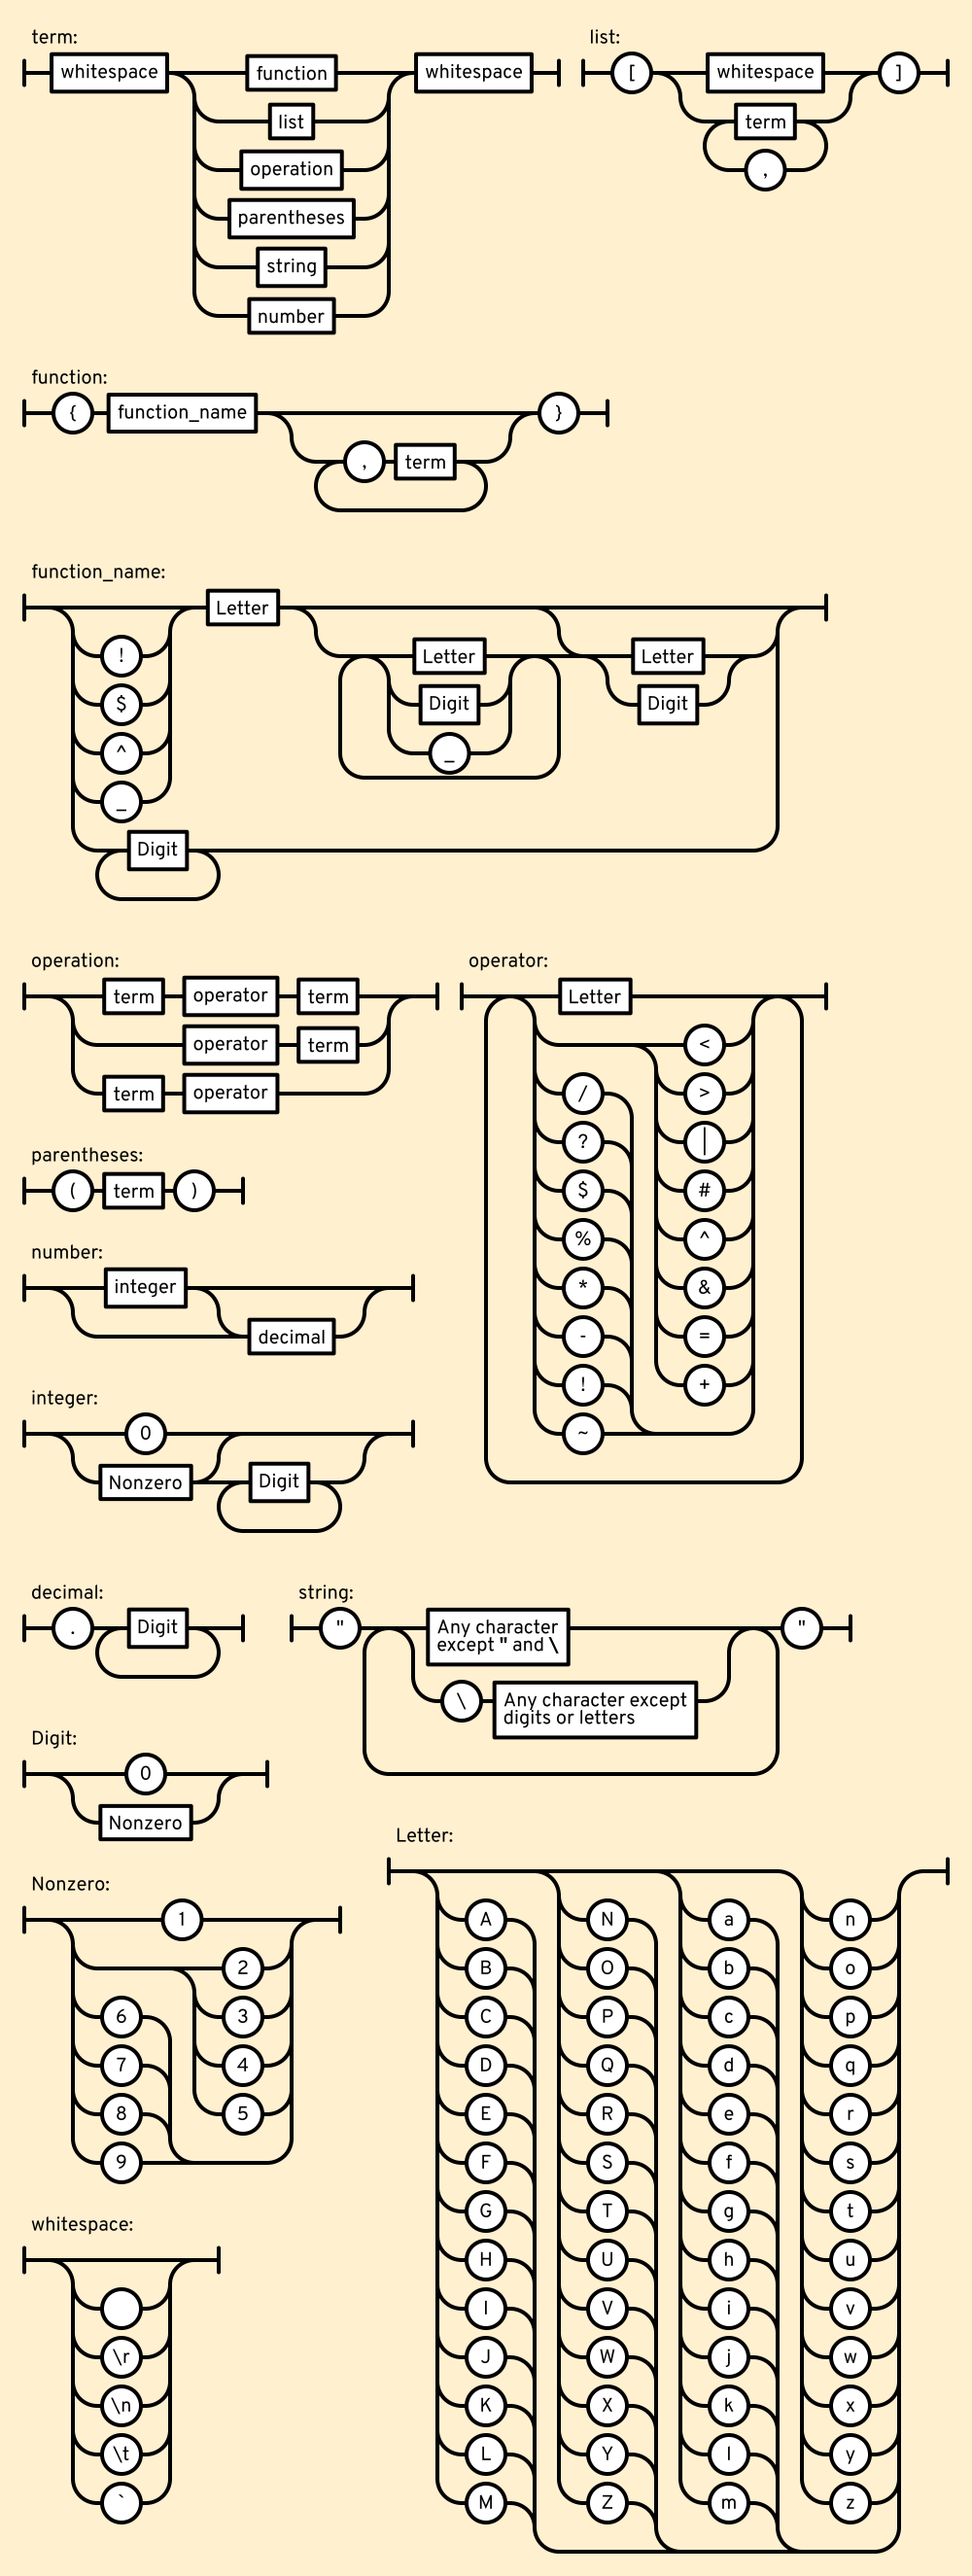 term: list:
whitespace function whitespace [ whitespace ]
list term
operation ,
parentheses
string
number
function:
{ function_name }
, term
function_name:
Letter
! Letter Letter
$ Digit Digit
^ _
_
Digit
operation: operator:
term operator term Letter
operator term <
term operator / >
? |
parentheses:
( term ) $ #
% ^
number:
integer * &
decimal - =
! +
integer:
0 ~
Nonzero Digit
decimal: string:
. Digit " Any character
except " and \ "
\ Any character except
digits or letters
Digit:
0
Nonzero
Letter:
Nonzero:
1 A N a n
2 B O b o
6 3 C P c p
7 4 D Q d q
8 5 E R e r
9 F S f s
G T g t
whitespace:
H U h u
I V i v
\r J W j w
\n K X k x
\t L Y l y
` M Z m z